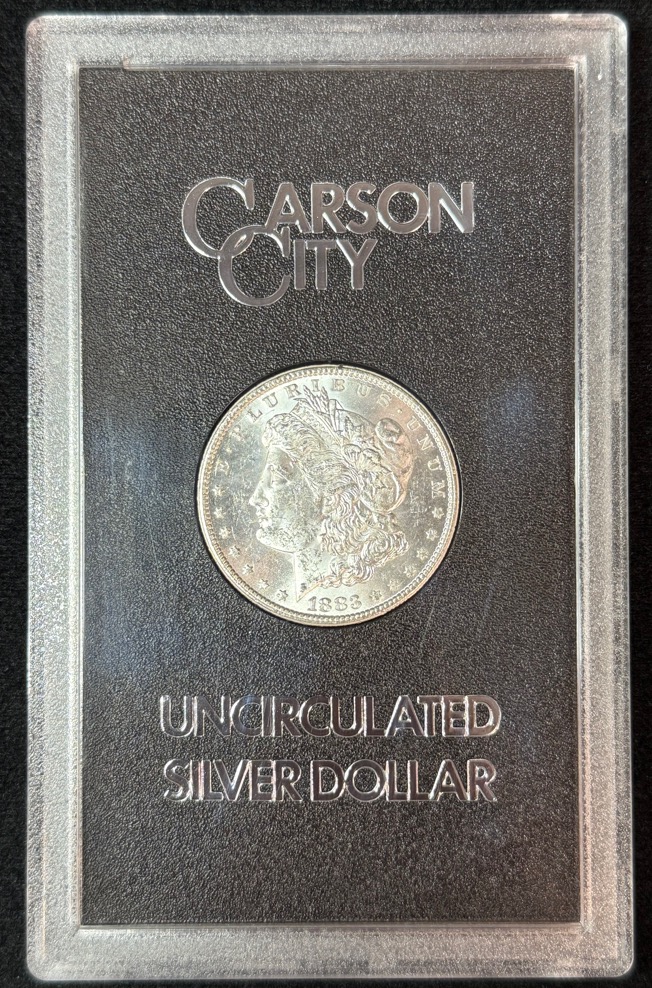 CARSON
CITY
E·PLURIBUS·UNUM
1883
UNCIRCULATED
SILVER DOLLAR